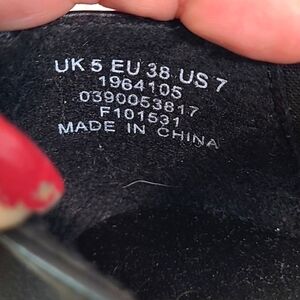 UK 5 EU 38 US 7
1964105
0390053817
F101531
MADE IN CHINA